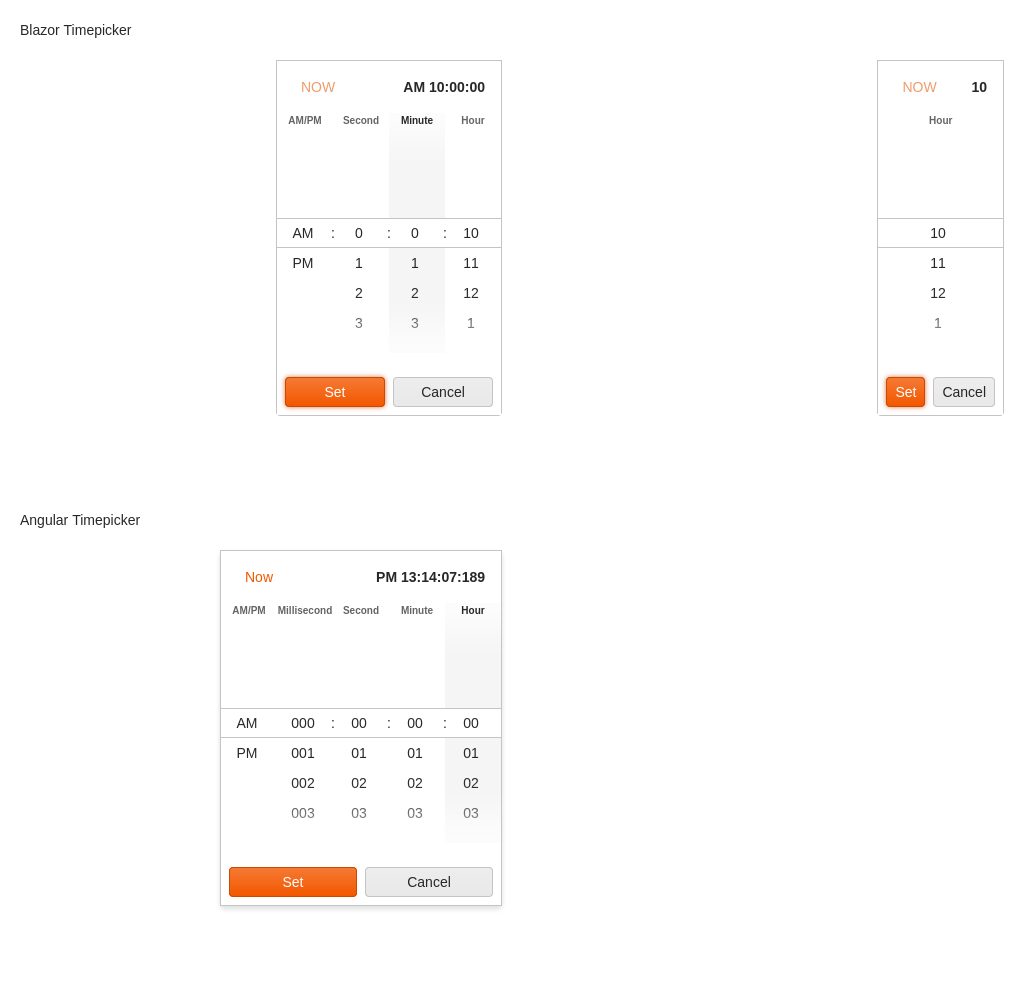 Blazor Timepicker
NOW AM 10:00:00
AM/PM Second Minute Hour
AM : 0 : 0 : 10
PM 1 1 11
2 2 12
3 3 1
Set Cancel
NOW 10
Hour
10
11
12
1
Set Cancel
Angular Timepicker
Now PM 13:14:07:189
AM/PM Millisecond Second Minute Hour
AM 000 : 00 : 00 : 00
PM 001 01 01 01
002 02 02 02
003 03 03 03
Set Cancel